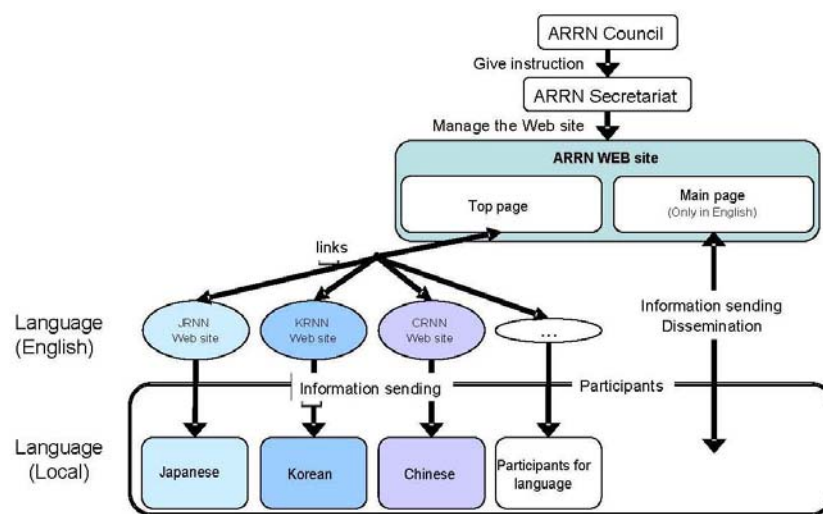 ARRN Council
Give instruction
ARRN Secretariat
Manage the Web site
ARRN WEB site
Top page
Main page
(Only in English)
links
Language
(English)
JRNN
Web site
KRNN
Web site
CRNN
Web site
...
Information sending
Dissemination
Information sending
Participants
Language
(Local)
Japanese
Korean
Chinese
Participants for
language